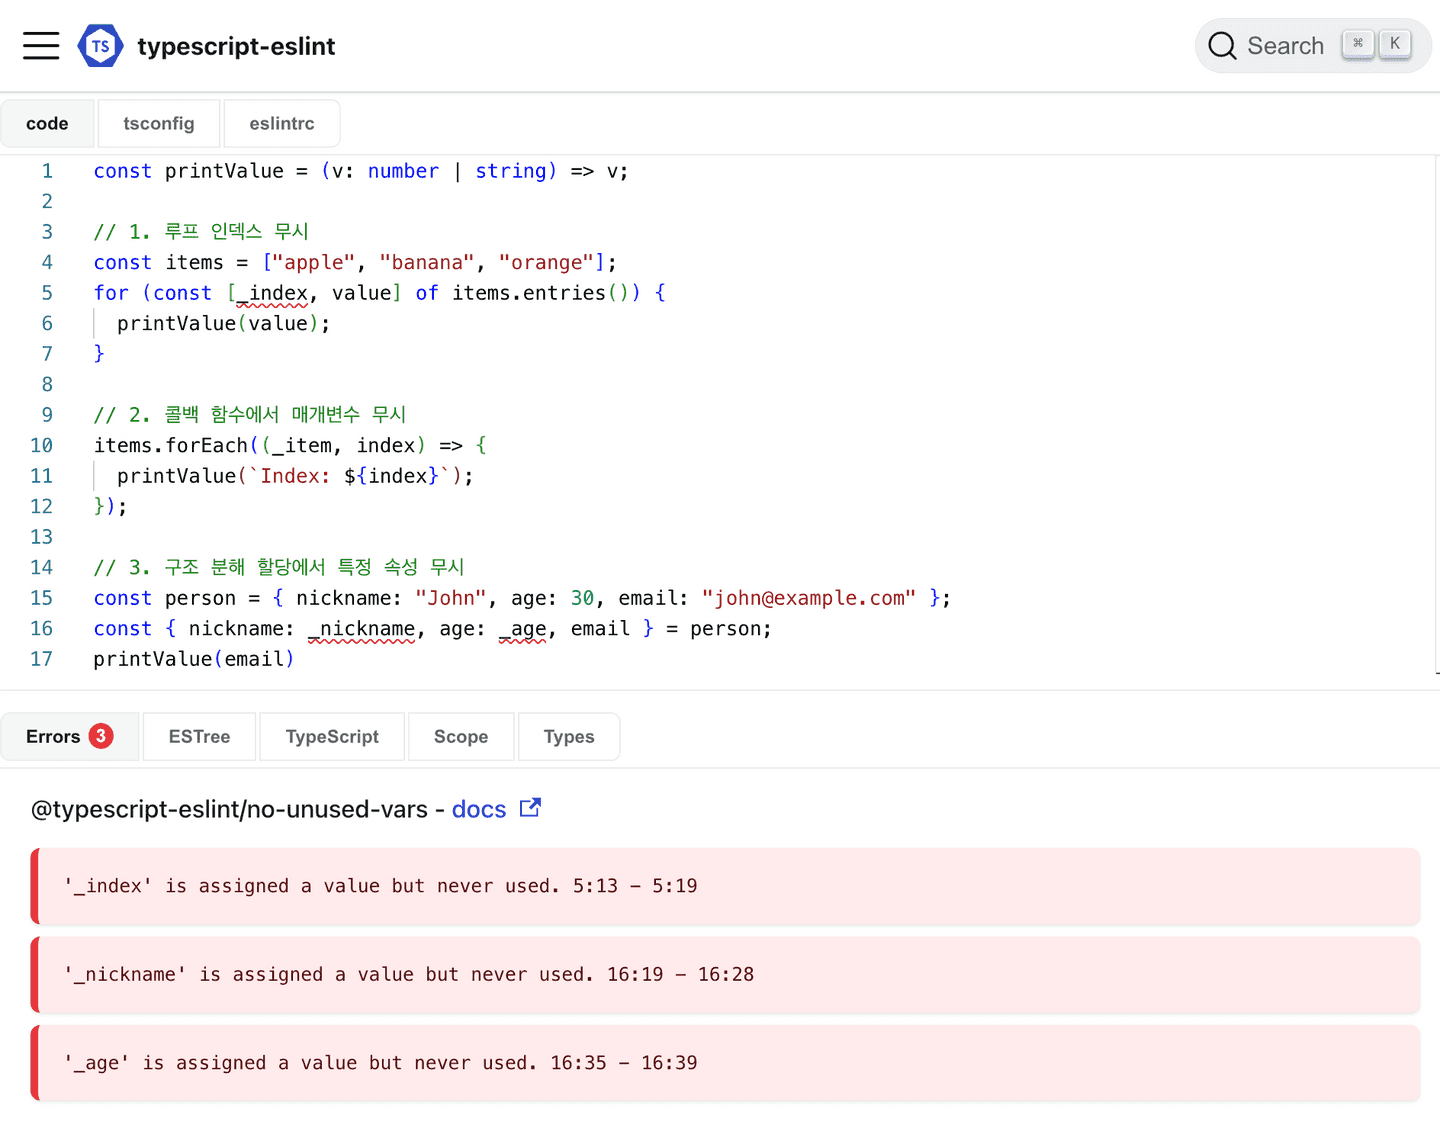 typescript-eslint
Search ⌘ K
code tsconfig eslintrc
1 const printValue = (v: number | string) => v;
2
3 // 1. 루프 인덱스 무시
4 const items = ["apple", "banana", "orange"];
5 for (const [_index, value] of items.entries()) {
6 printValue(value);
7 }
8
9 // 2. 콜백 함수에서 매개변수 무시
10 items.forEach((_item, index) => {
11 printValue(`Index: ${index}`);
12 });
13
14 // 3. 구조 분해 할당에서 특정 속성 무시
15 const person = { nickname: "John", age: 30, email: "john@example.com" };
16 const { nickname: _nickname, age: _age, email } = person;
17 printValue(email)
Errors 3 ESTree TypeScript Scope Types
@typescript-eslint/no-unused-vars - docs
'_index' is assigned a value but never used. 5:13 – 5:19
'_nickname' is assigned a value but never used. 16:19 – 16:28
'_age' is assigned a value but never used. 16:35 – 16:39